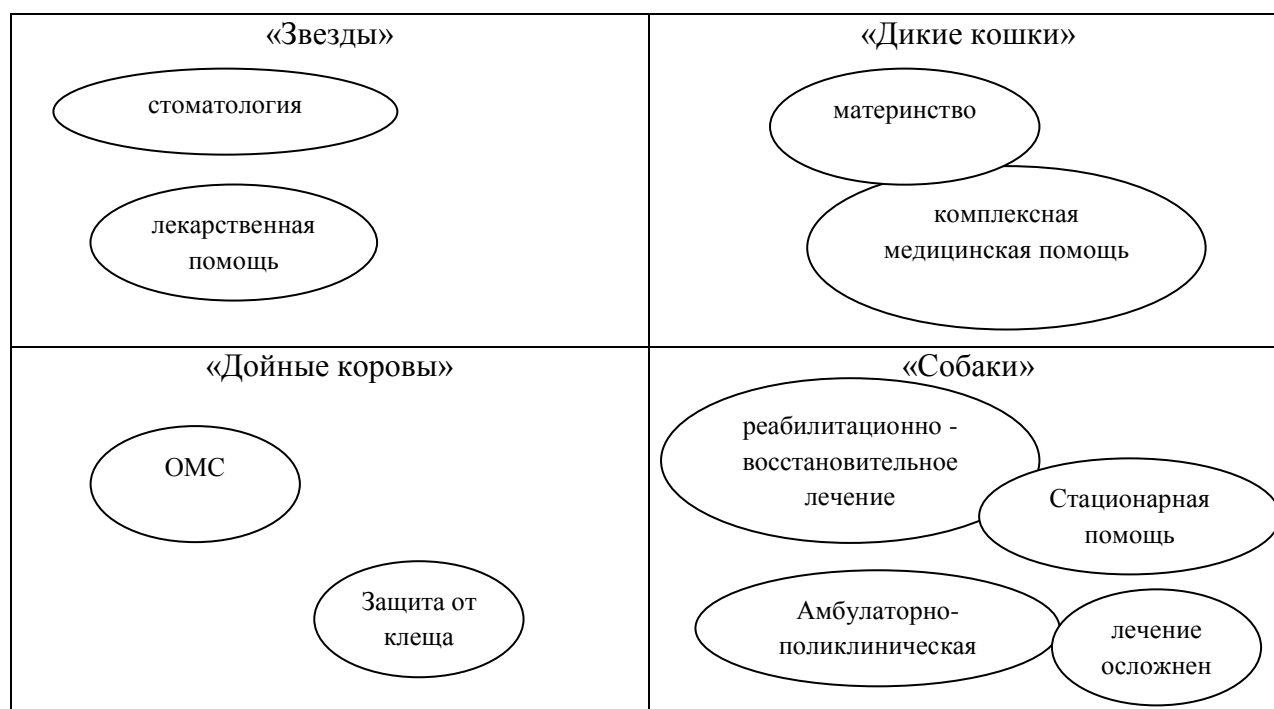 «Звезды»
стоматология
лекарственная
помощь
«Дикие кошки»
материнство
комплексная
медицинская помощь
«Дойные коровы»
ОМС
Защита от
клеща
«Собаки»
реабилитационно -
восстановительное
лечение
Стационарная
помощь
Амбулаторно-
поликлиническая
лечение
осложнен